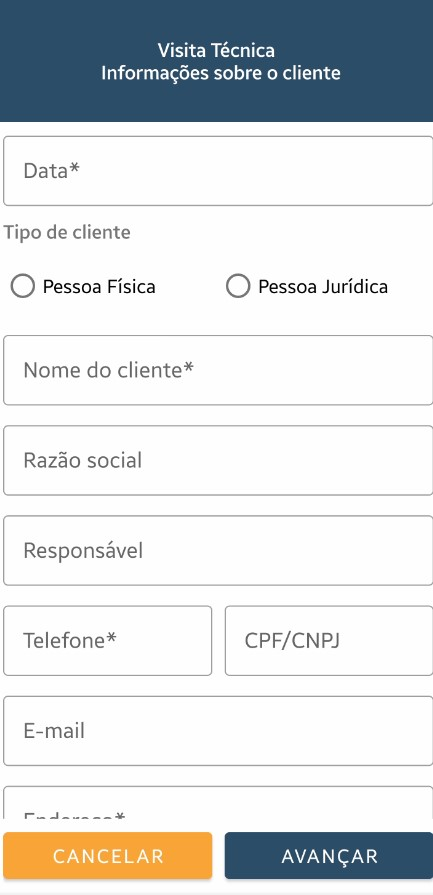 Visita Técnica
Informações sobre o cliente
Data*
Tipo de cliente
Pessoa Física
Pessoa Jurídica
Nome do cliente*
Razão social
Responsável
Telefone*
CPF/CNPJ
E-mail
Endereço*
CANCELAR
AVANÇAR